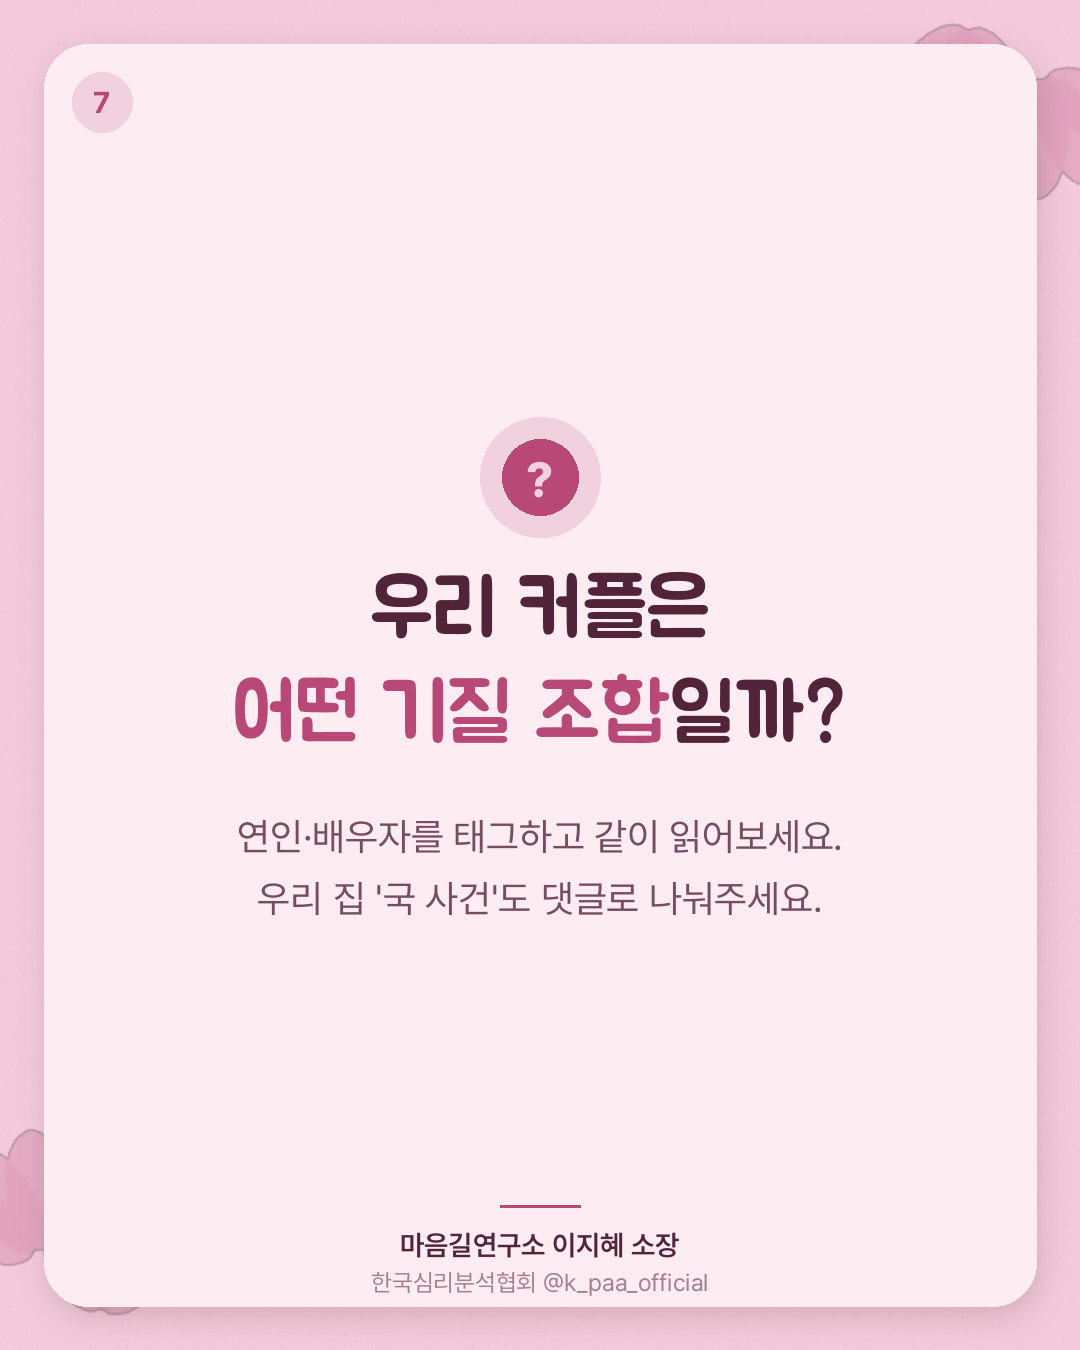 7
?
우리 커플은
어떤 기질 조합일까?
연인·배우자를 태그하고 같이 읽어보세요.
우리 집 '국 사건'도 댓글로 나눠주세요.
마음길연구소 이지혜 소장
한국심리분석협회 @k_paa_official